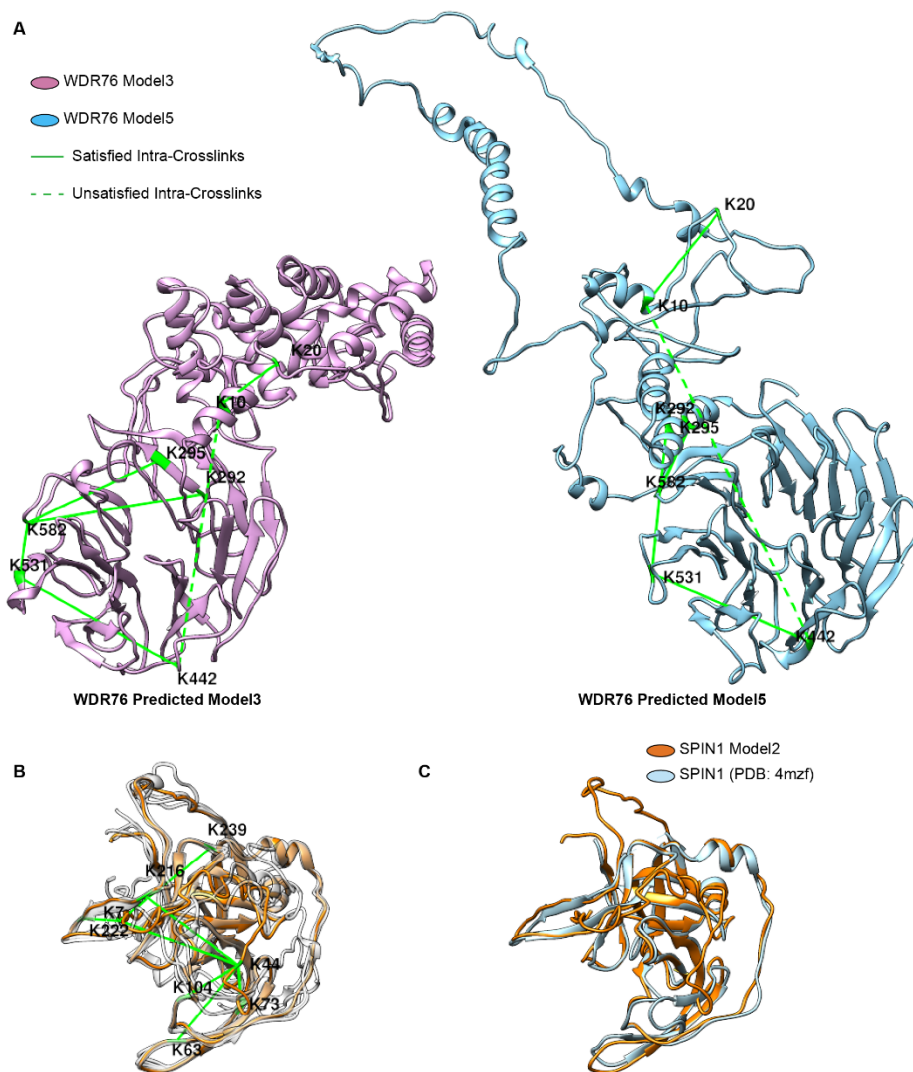 A
WDR76 Model3
WDR76 Model5
Satisfied Intra-Crosslinks
Unsatisfied Intra-Crosslinks
K20
K10
K295
K292
K582
K531
K442
WDR76 Predicted Model3
K20
K10
K292
K295
K582
K531
K442
WDR76 Predicted Model5
B
K239
K216
K7
K222
K44
K104
K73
K63
C
SPIN1 Model2
SPIN1 (PDB: 4mzf)